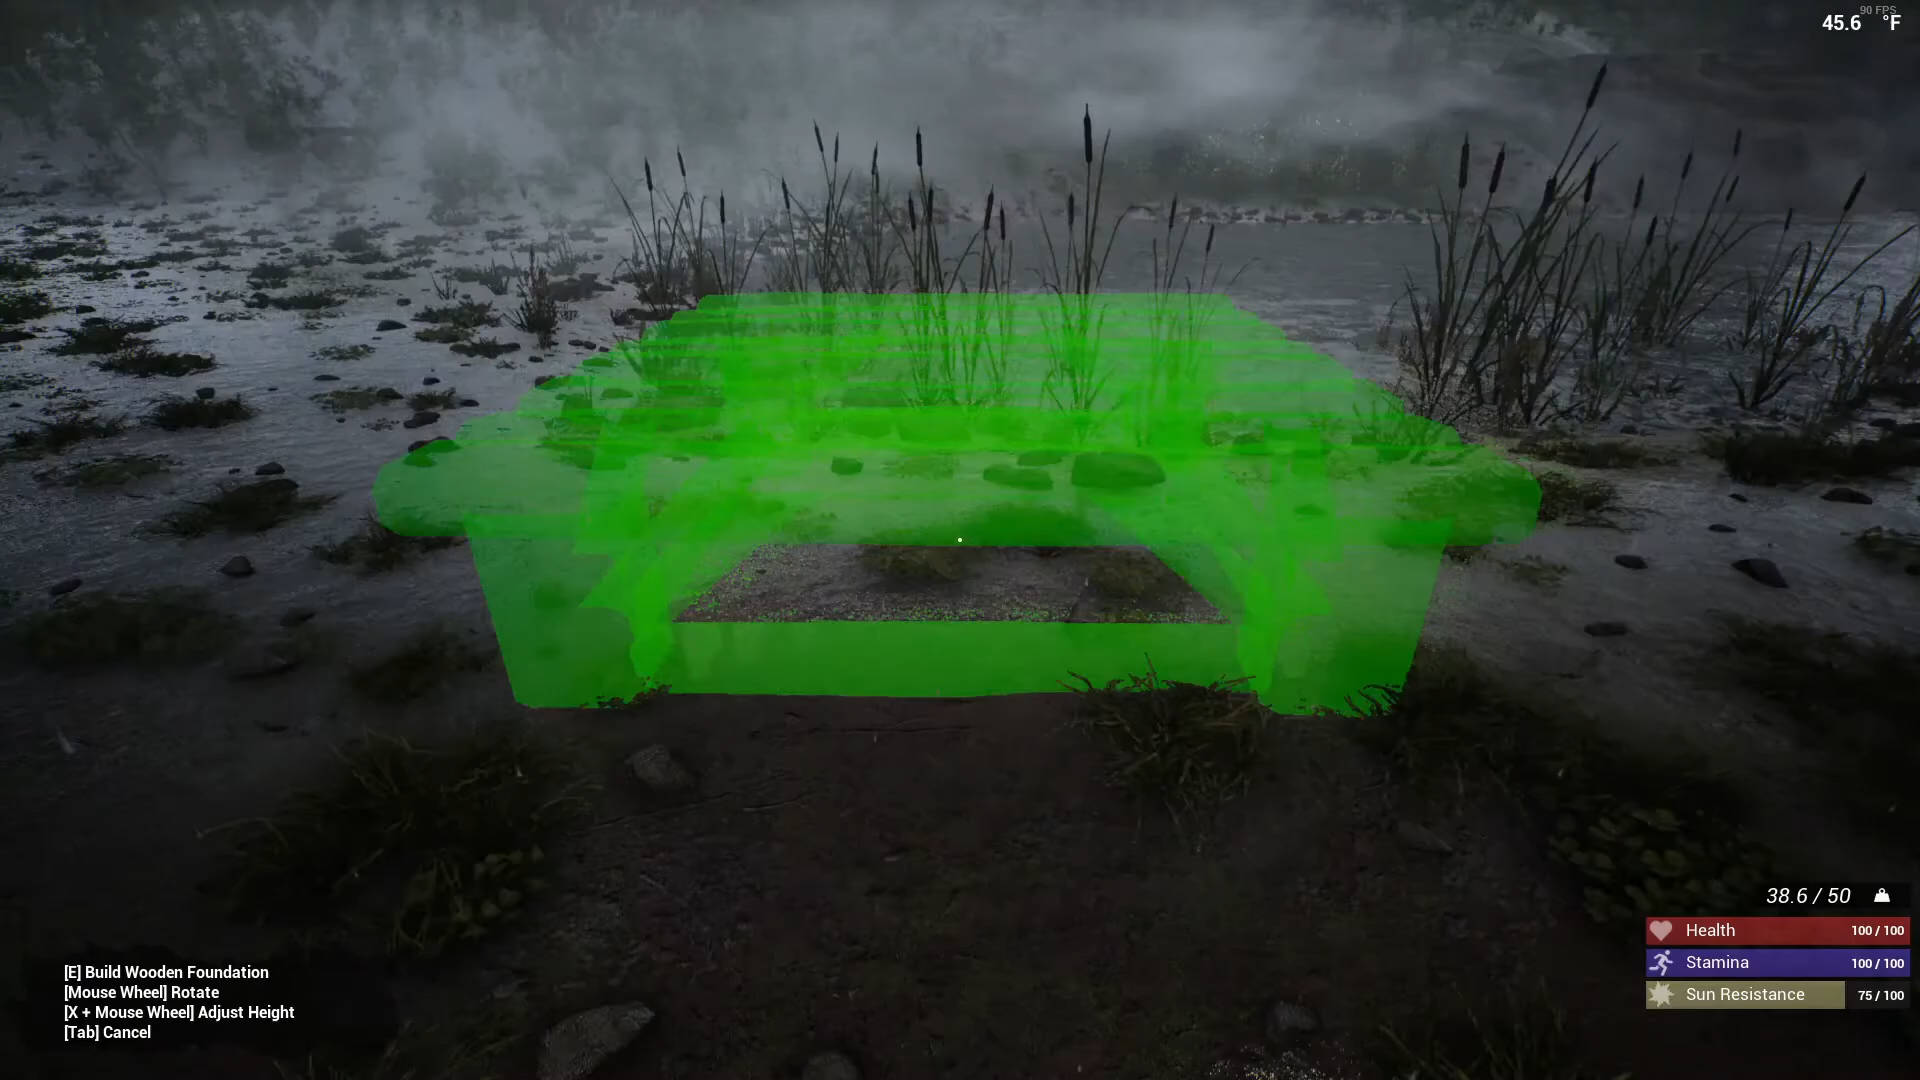 90 FPS
45.6 °F
38.6 / 50
Health 100 / 100
Stamina 100 / 100
Sun Resistance 75 / 100
[E] Build Wooden Foundation
[Mouse Wheel] Rotate
[X + Mouse Wheel] Adjust Height
[Tab] Cancel